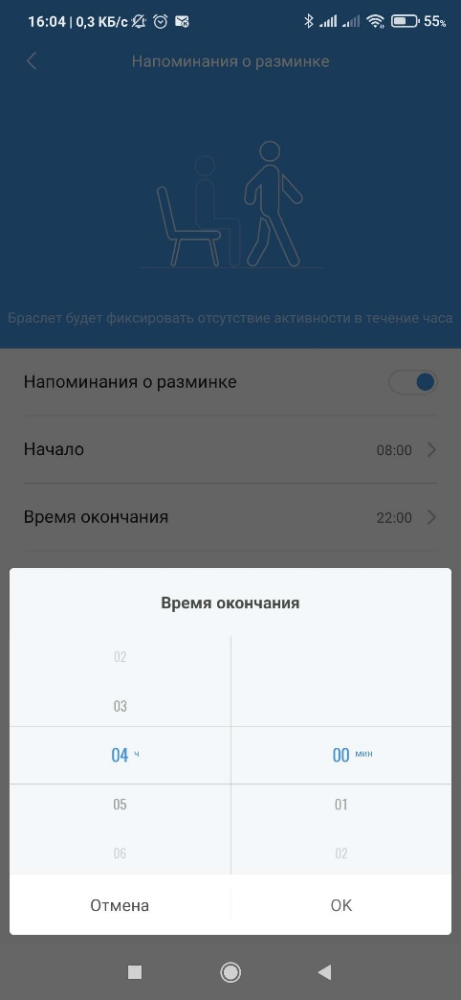 16:04 | 0,3 КБ/с 55%
Напоминания о разминке
Браслет будет фиксировать отсутствие активности в течение часа
Напоминания о разминке
Начало 08:00
Время окончания 22:00
Время окончания
02
03
04 ч 00 мин
05 01
06 02
Отмена OK